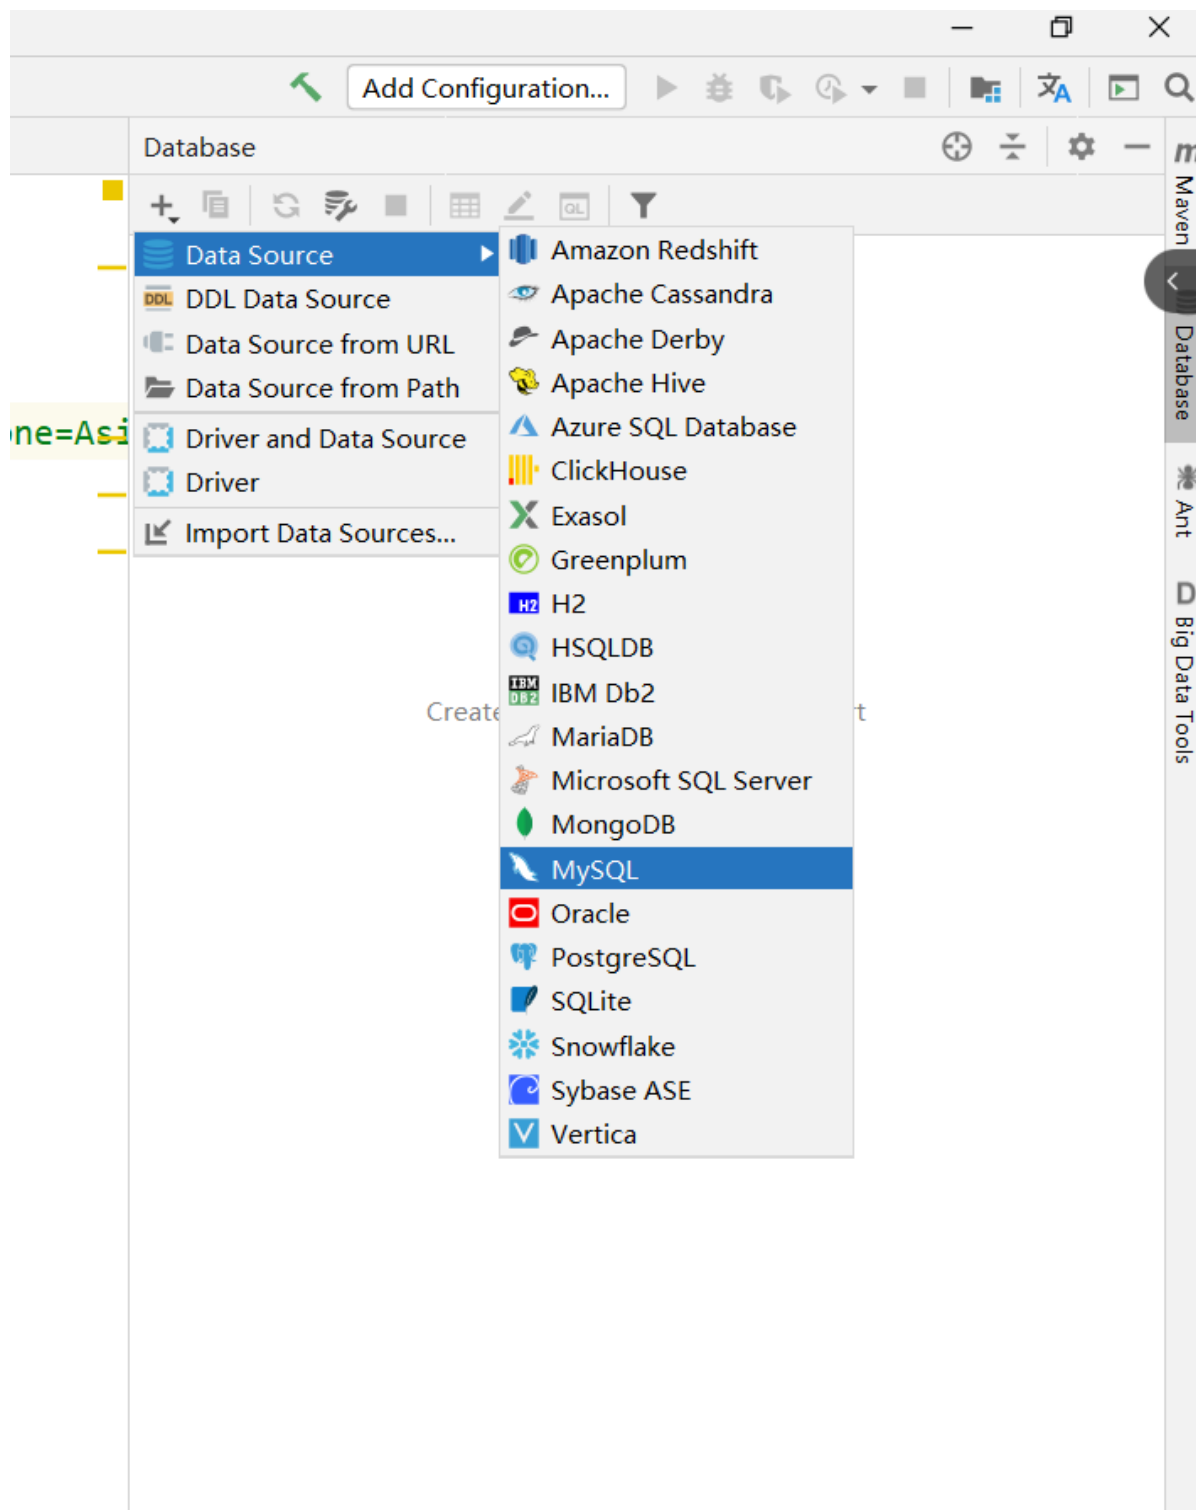 Add Configuration...
Database
Data Source
DDL Data Source
Data Source from URL
Data Source from Path
Driver and Data Source
Driver
Import Data Sources...
Amazon Redshift
Apache Cassandra
Apache Derby
Apache Hive
Azure SQL Database
ClickHouse
Exasol
Greenplum
H2
HSQLDB
IBM Db2
MariaDB
Microsoft SQL Server
MongoDB
MySQL
Oracle
PostgreSQL
SQLite
Snowflake
Sybase ASE
Vertica
ne=Asi
Create
t
Maven
Database
Ant
Big Data Tools